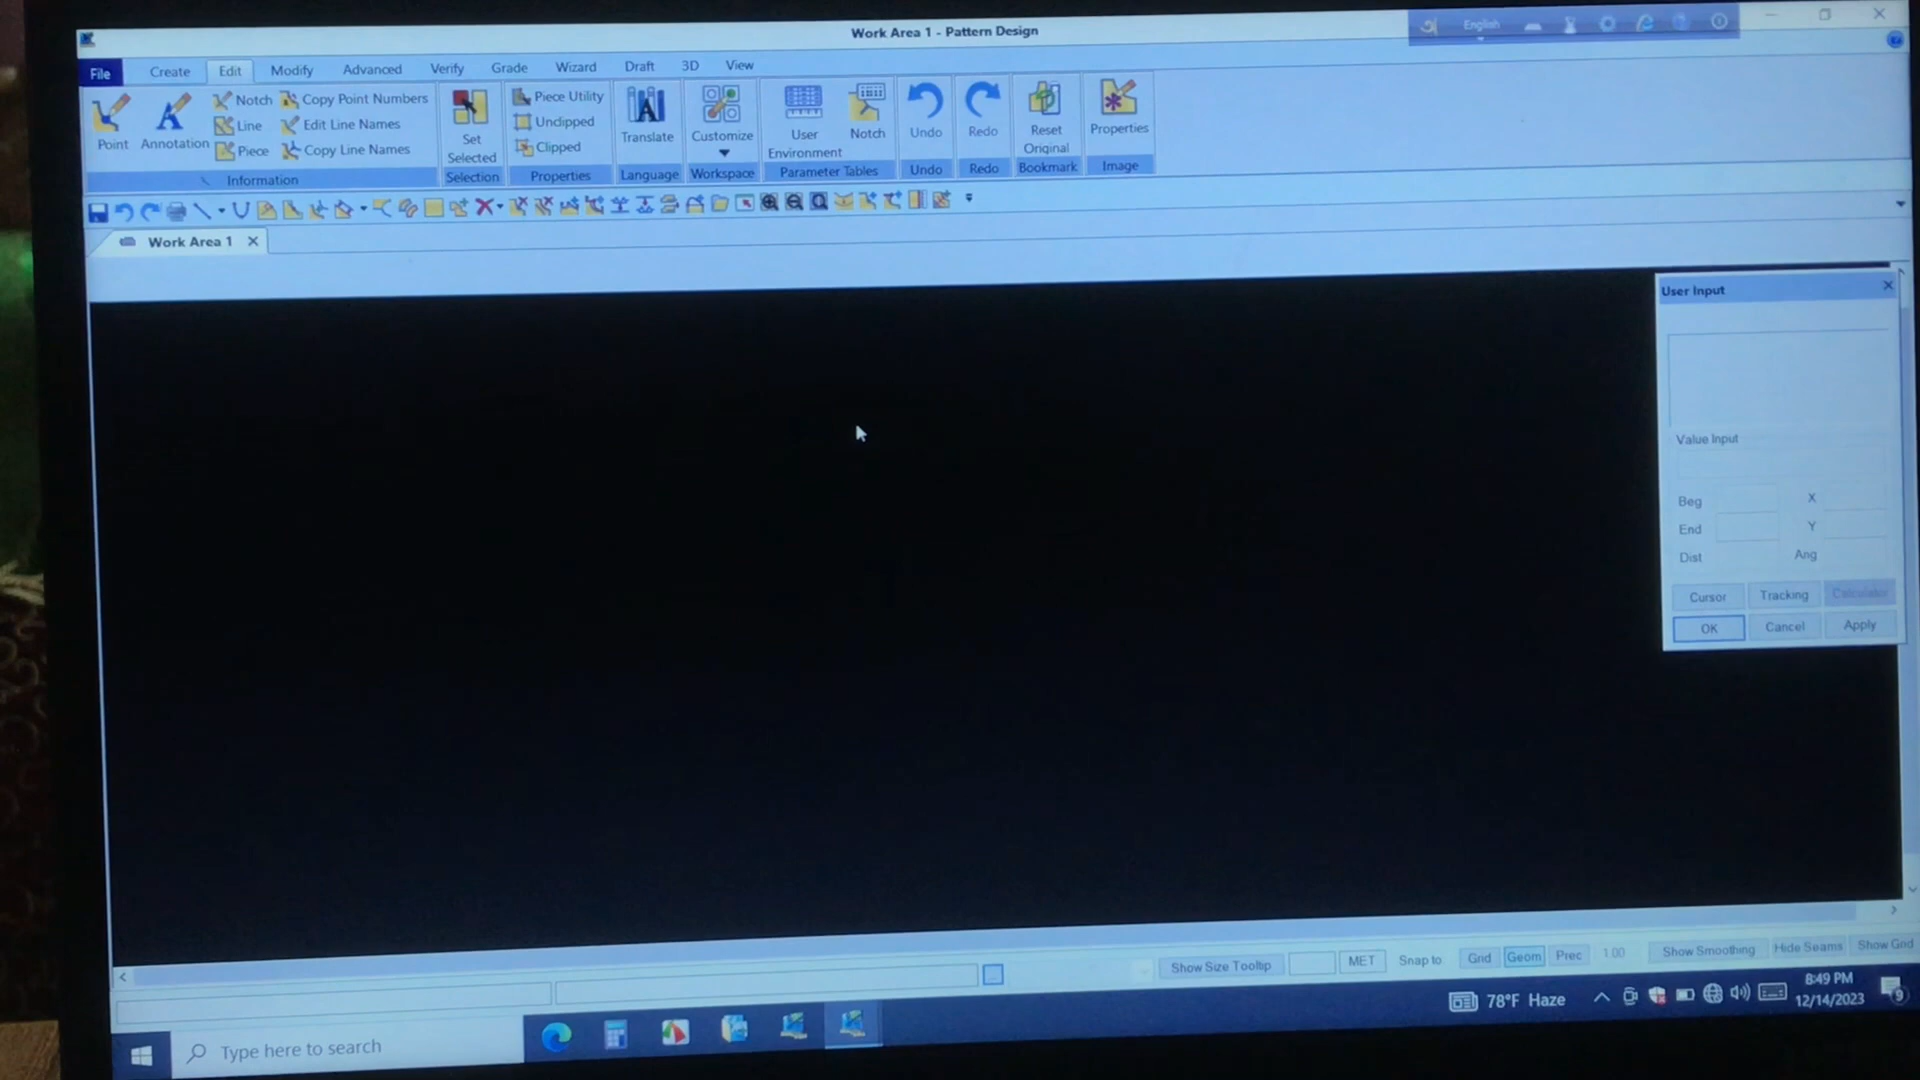 Work Area 1 - Pattern Design
English
File Create Edit Modify Advanced Verify Grade Wizard Draft 3D View
Point
Annotation
Notch
Line
Piece
Copy Point Numbers
Edit Line Names
Copy Line Names
Information
Set
Selected
Selection
Piece Utility
Unclipped
Clipped
Properties
Translate
Language
Customize
Workspace
User
Environment
Notch
Parameter Tables
Undo
Undo
Redo
Redo
Reset
Original
Bookmark
Properties
Image
Work Area 1
User Input
Value Input
Beg X
End Y
Dist Ang
Cursor Tracking Calculator
OK Cancel Apply
Show Size Tooltip MET Snap to Grid Geom Prec 1.00 Show Smoothing Hide Seams Show Grid
Type here to search
78°F Haze
8:49 PM
12/14/2023
9